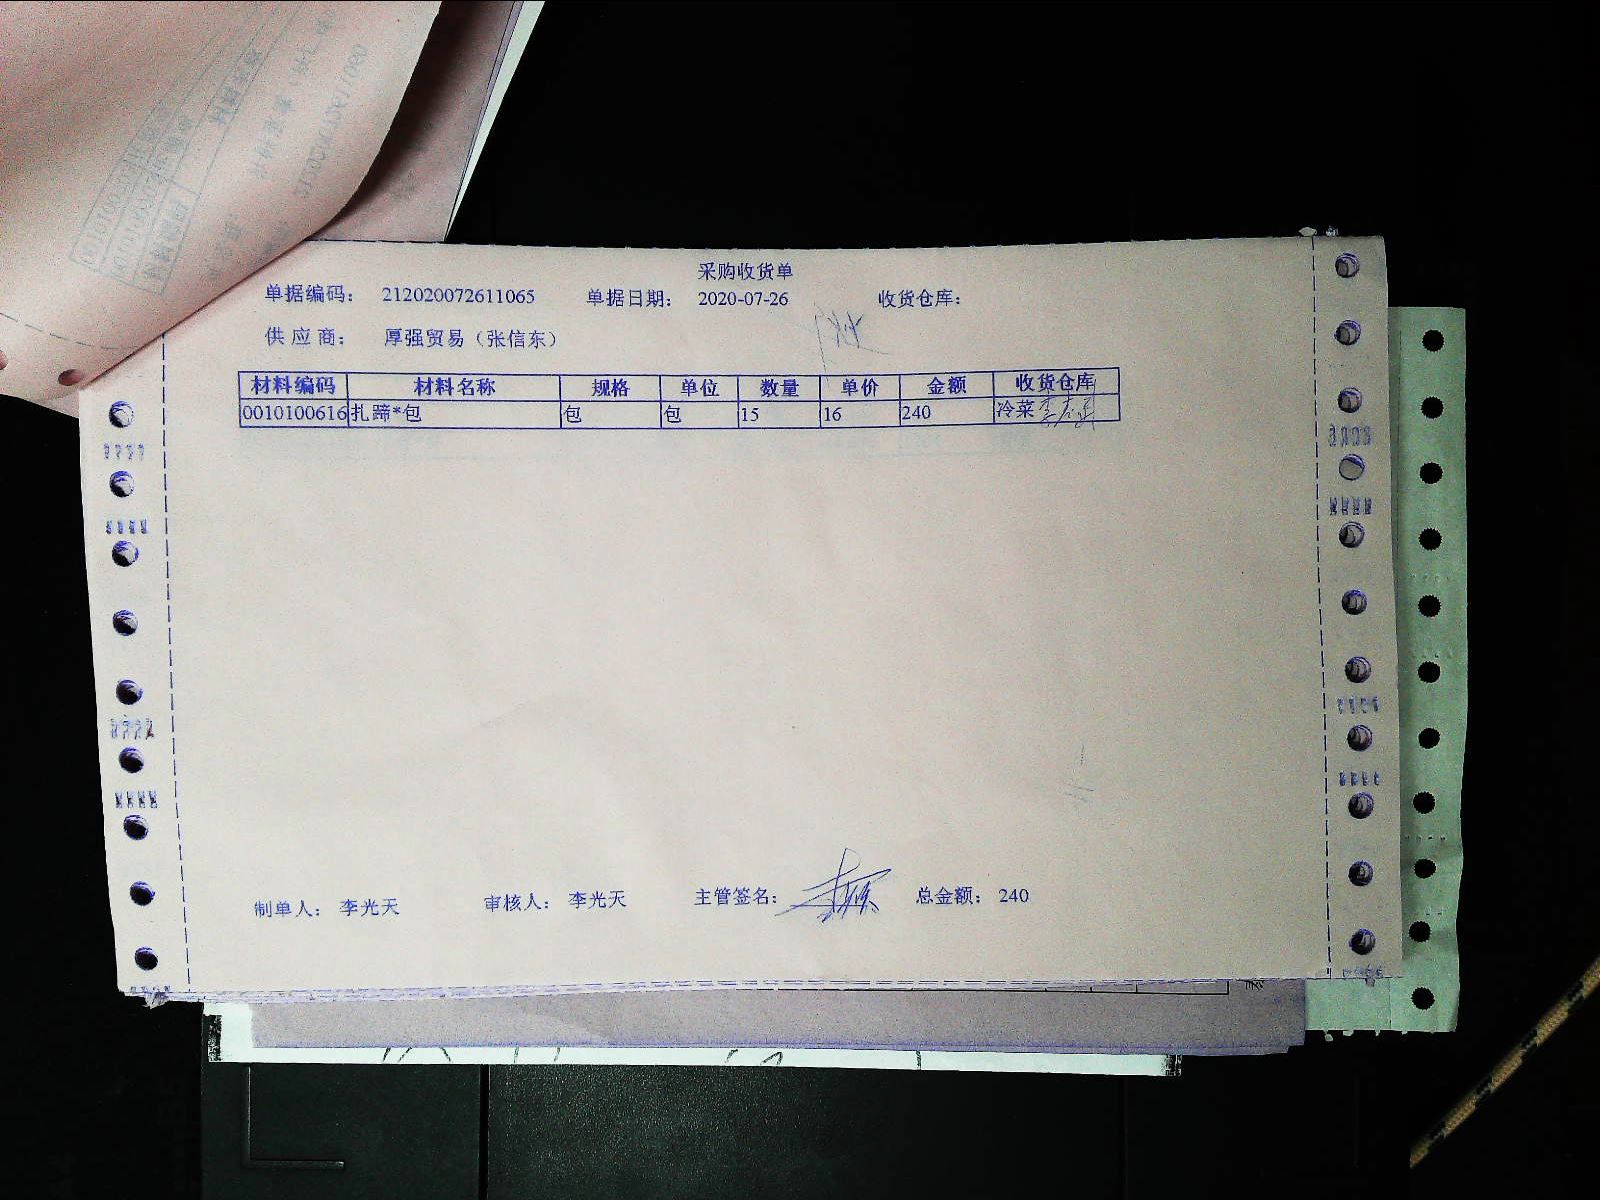 采购收货单
单据编码： 212020072611065 单据日期： 2020-07-26 收货仓库：
供应商： 厚强贸易（张信东）
材料编码 材料名称 规格 单位 数量 单价 金额 收货仓库
0010100616 扎蹄*包 包 包 15 16 240 冷菜
制单人： 李光天 审核人： 李光天 主管签名： 总金额： 240